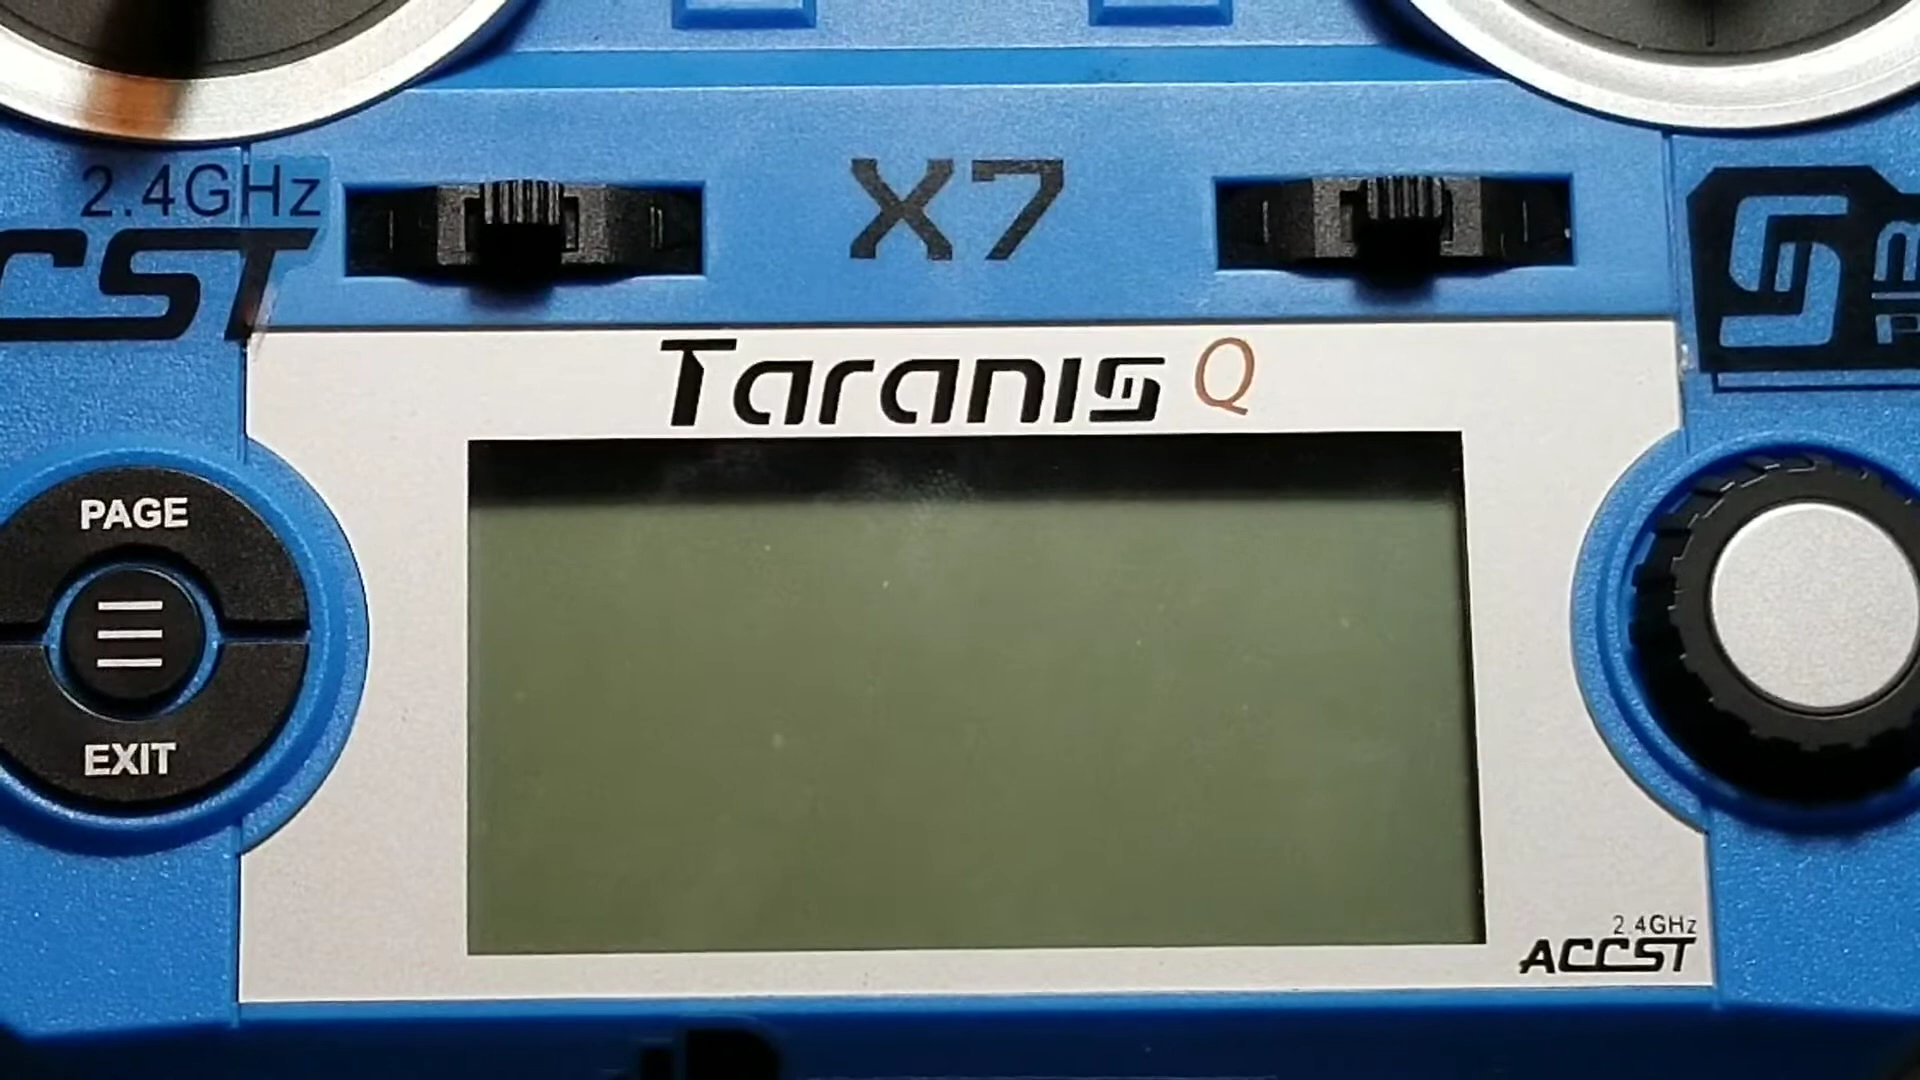 2.4GHz
X7
CST
Taranis Q
PAGE
EXIT
2.4GHz
ACCST